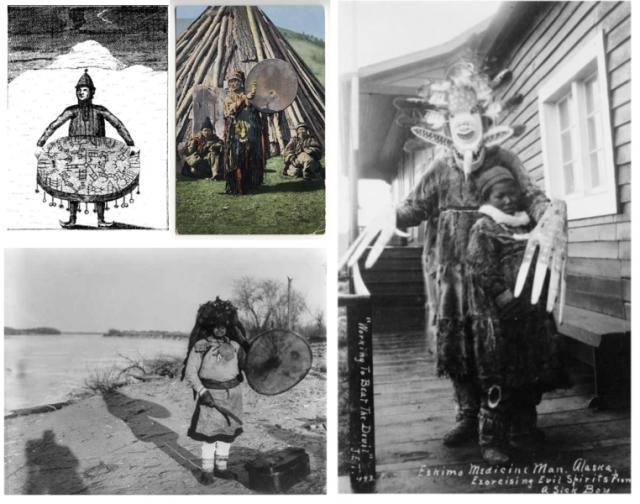 "Working To Beat The Devil"
Eskimo Medicine Man, Alaska,
Exorcising Evil Spirits From
a Sick Boy